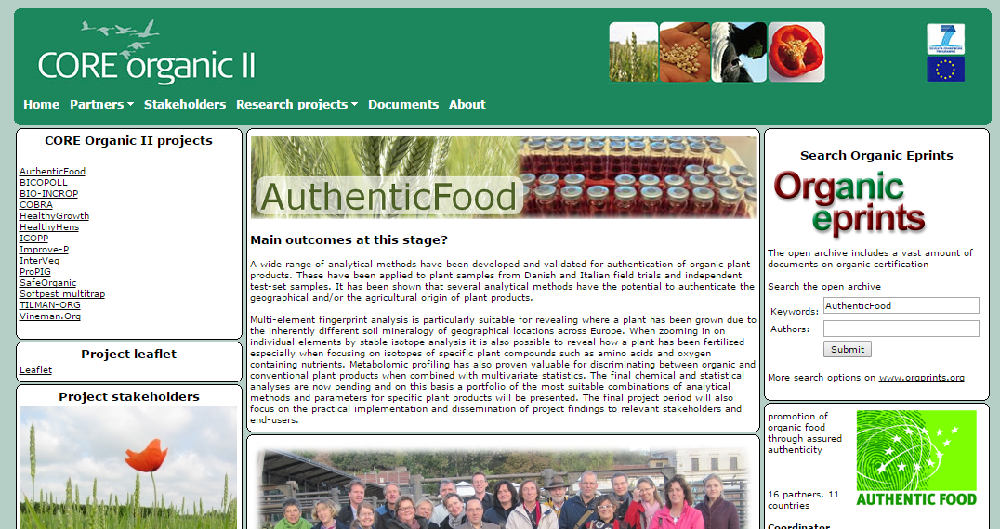 CORE organic II
7
SEVENTH FRAMEWORK
PROGRAMME
Home Partners Stakeholders Research projects Documents About
CORE Organic II projects
AuthenticFood
BICOPOLL
BIO-INCROP
COBRA
HealthyGrowth
HealthyHens
ICOPP
Improve-P
InterVeg
ProPIG
SafeOrganic
Softpest multitrap
TILMAN-ORG
Vineman.Org
Project leaflet
Leaflet
Project stakeholders
AuthenticFood
Main outcomes at this stage?
A wide range of analytical methods have been developed and validated for authentication of organic plant
products. These have been applied to plant samples from Danish and Italian field trials and independent
test-set samples. It has been shown that several analytical methods have the potential to authenticate the
geographical and/or the agricultural origin of plant products.
Multi-element fingerprint analysis is particularly suitable for revealing where a plant has been grown due to
the inherently different soil mineralogy of geographical locations across Europe. When zooming in on
individual elements by stable isotope analysis it is also possible to reveal how a plant has been fertilized –
especially when focusing on isotopes of specific plant compounds such as amino acids and oxygen
containing nutrients. Metabolomic profiling has also proven valuable for discriminating between organic and
conventional plant products when combined with multivariate statistics. The final chemical and statistical
analyses are now pending and on this basis a portfolio of the most suitable combinations of analytical
methods and parameters for specific plant products will be presented. The final project period will also
focus on the practical implementation and dissemination of project findings to relevant stakeholders and
end-users.
Search Organic Eprints
Organic
eprints
The open archive includes a vast amount of
documents on organic certification
Search the open archive
Keywords: AuthenticFood
Authors:
Submit
More search options on www.orgprints.org
promotion of
organic food
through assured
authenticity
AUTHENTIC FOOD
16 partners, 11
countries
Coordinator